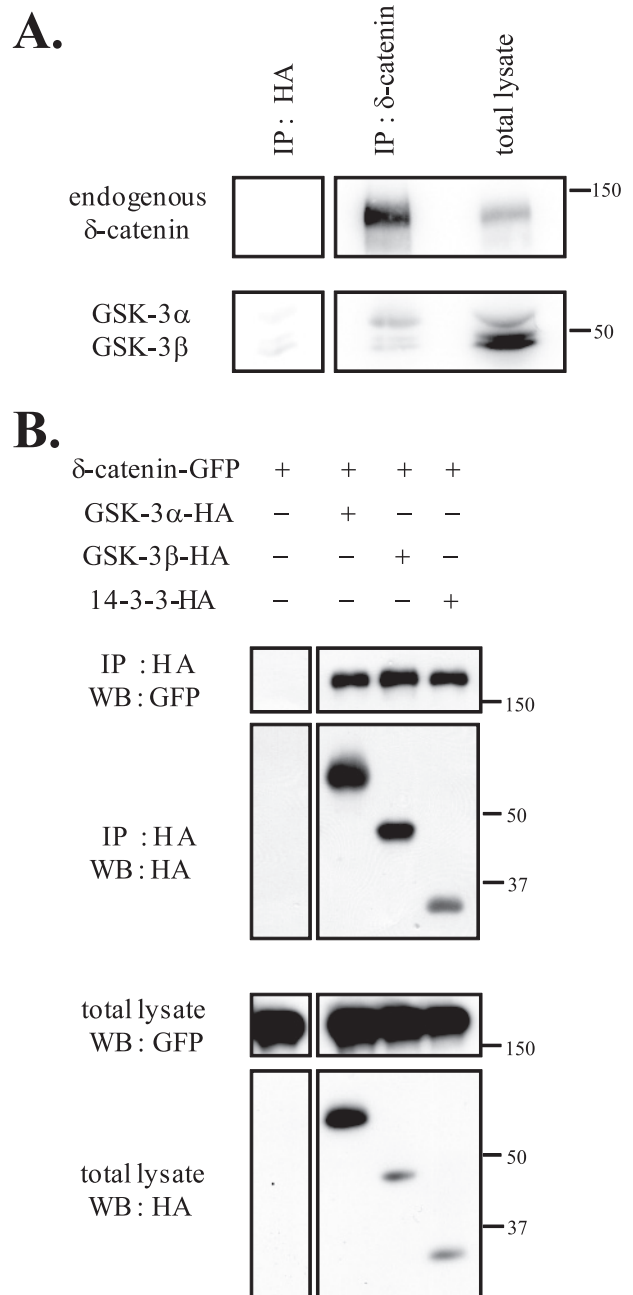 A.
IP : HA
IP : δ-catenin
total lysate
endogenous
δ-catenin
150
GSK-3α
GSK-3β
50
B.
δ-catenin-GFP + + + +
GSK-3α-HA – + – –
GSK-3β-HA – – + –
14-3-3-HA – – – +
IP : HA
WB : GFP
150
50
IP : HA
WB : HA
37
total lysate
WB : GFP
150
50
total lysate
WB : HA
37